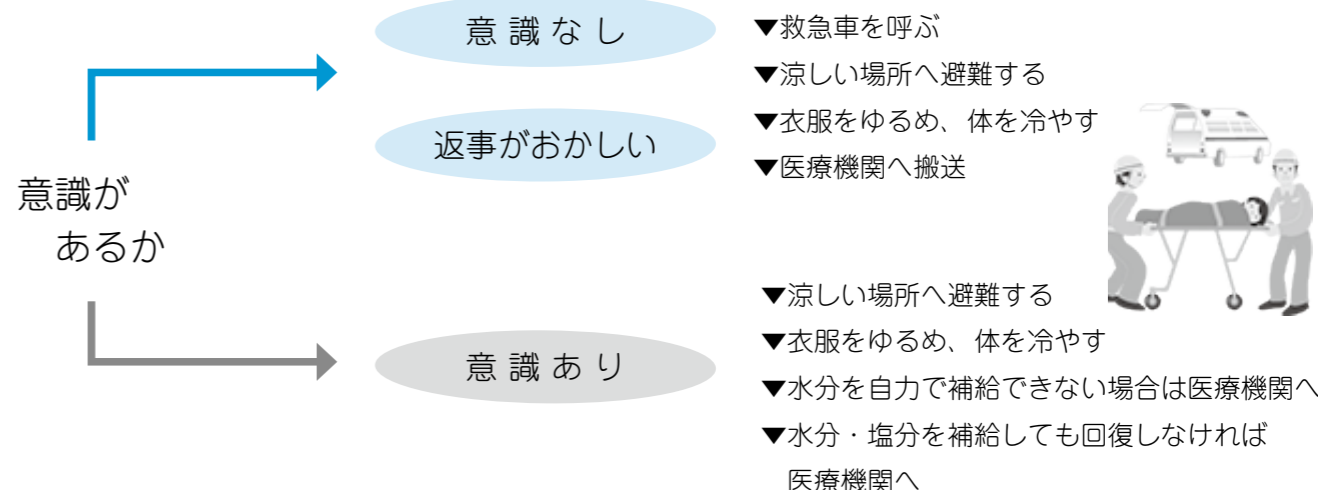 意識が
あるか
意識なし
返事がおかしい
▼救急車を呼ぶ
▼涼しい場所へ避難する
▼衣服をゆるめ、体を冷やす
▼医療機関へ搬送
意識あり
▼涼しい場所へ避難する
▼衣服をゆるめ、体を冷やす
▼水分を自力で補給できない場合は医療機関へ
▼水分・塩分を補給しても回復しなければ
医療機関へ